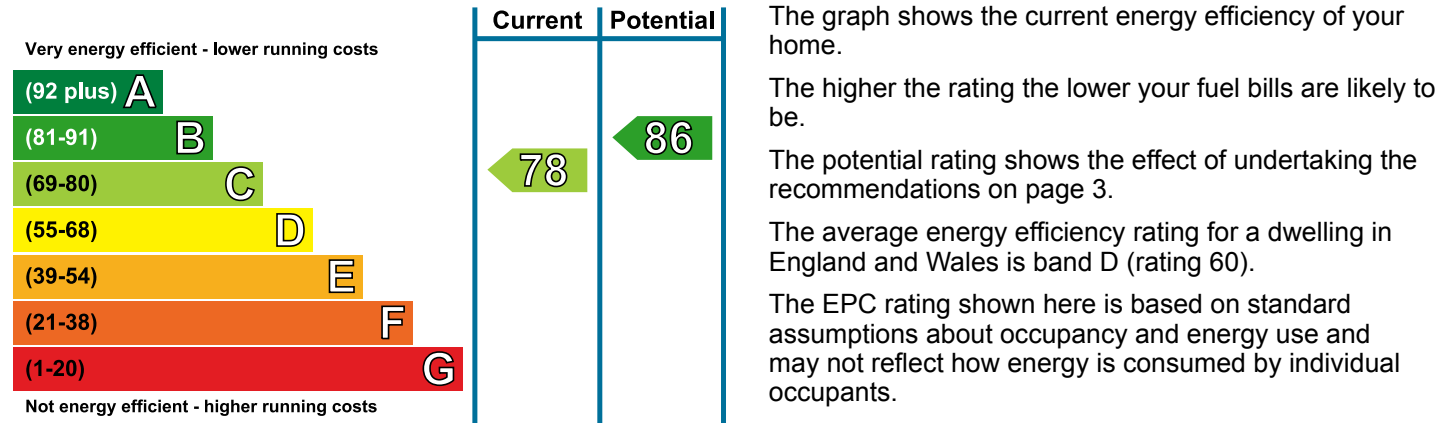 Current Potential
Very energy efficient - lower running costs
(92 plus) A
(81-91) B
86
(69-80) C
78
(55-68) D
(39-54) E
(21-38) F
(1-20) G
Not energy efficient - higher running costs
The graph shows the current energy efficiency of your
home.
The higher the rating the lower your fuel bills are likely to
be.
The potential rating shows the effect of undertaking the
recommendations on page 3.
The average energy efficiency rating for a dwelling in
England and Wales is band D (rating 60).
The EPC rating shown here is based on standard
assumptions about occupancy and energy use and
may not reflect how energy is consumed by individual
occupants.